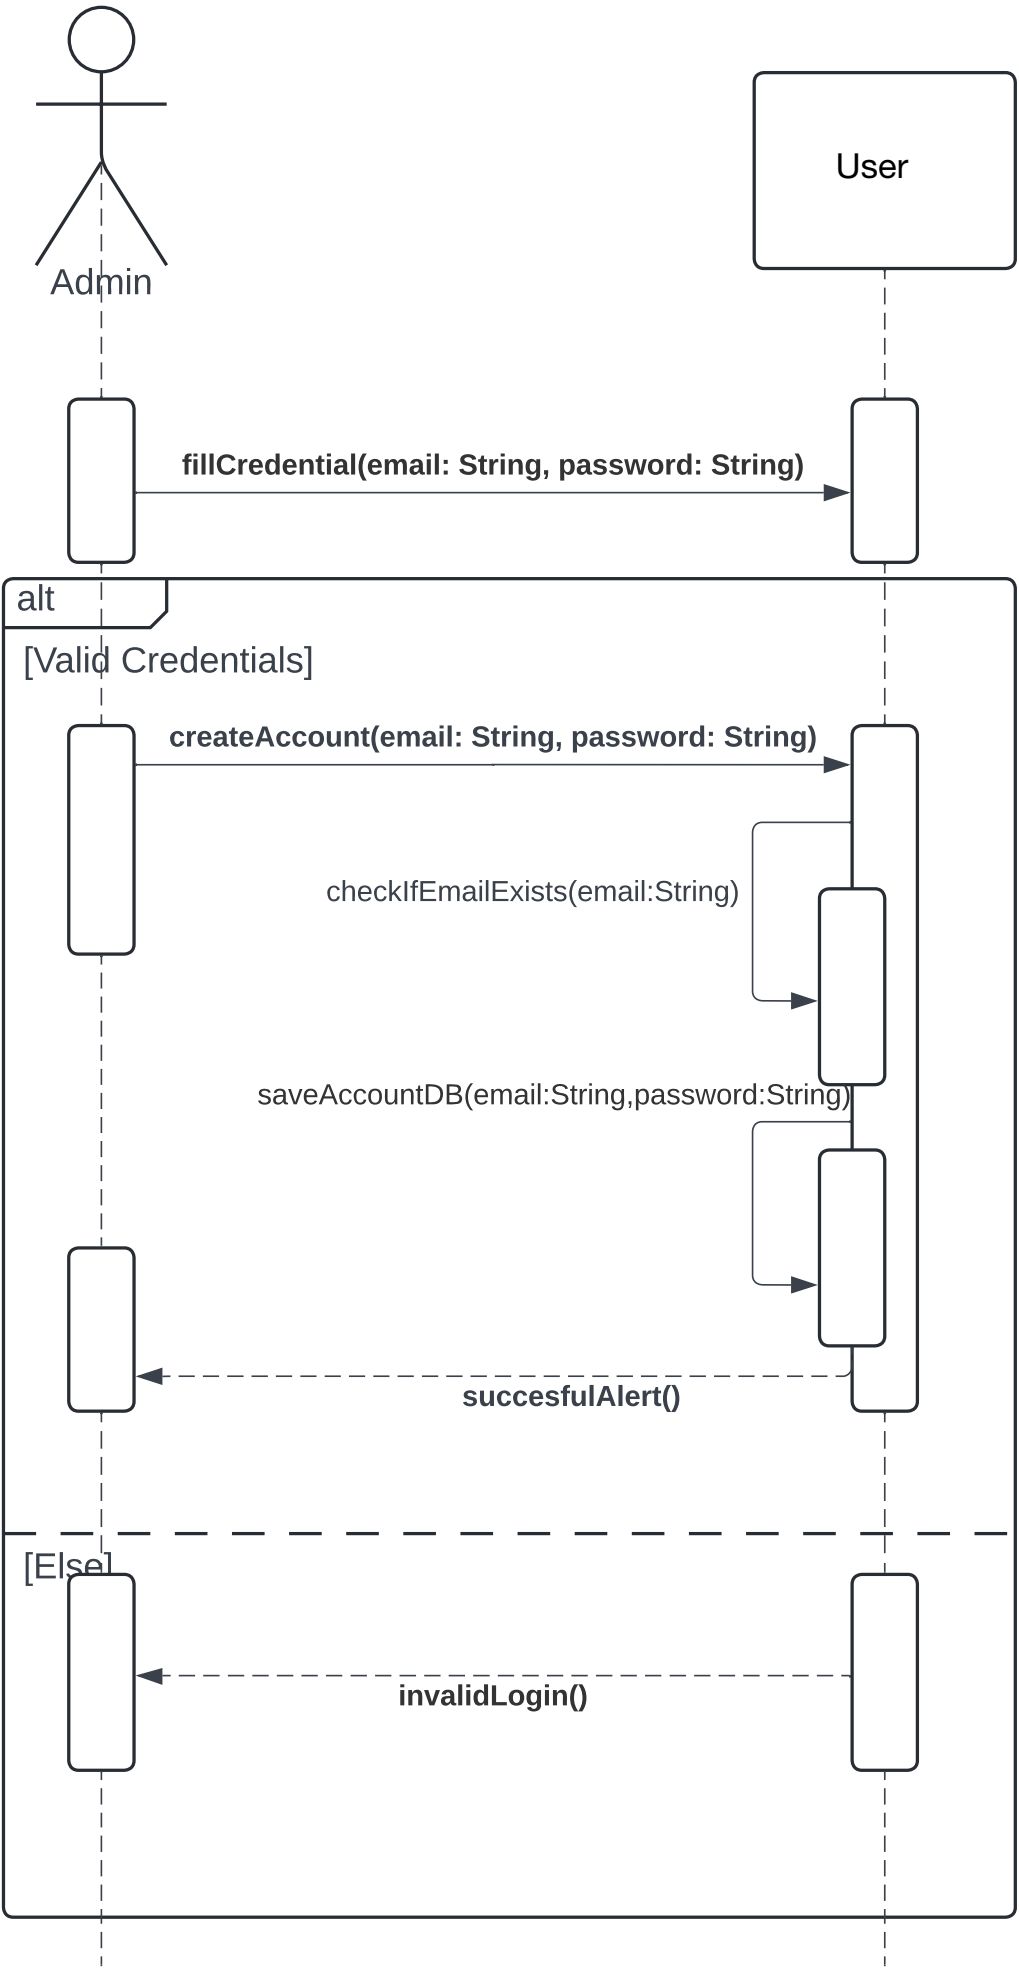 User
Admin
fillCredential(email: String, password: String)
alt
[Valid Credentials]
createAccount(email: String, password: String)
checkIfEmailExists(email:String)
saveAccountDB(email:String,password:String)
succesfulAlert()
[Else]
invalidLogin()